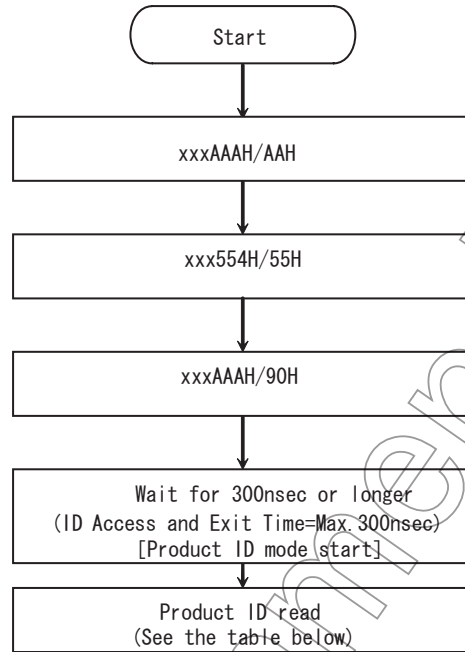 Start
xxxAAAH/AAH
xxx554H/55H
xxxAAAH/90H
Wait for 300nsec or longer
(ID Access and Exit Time=Max.300nsec)
[Product ID mode start]
Product ID read
(See the table below)